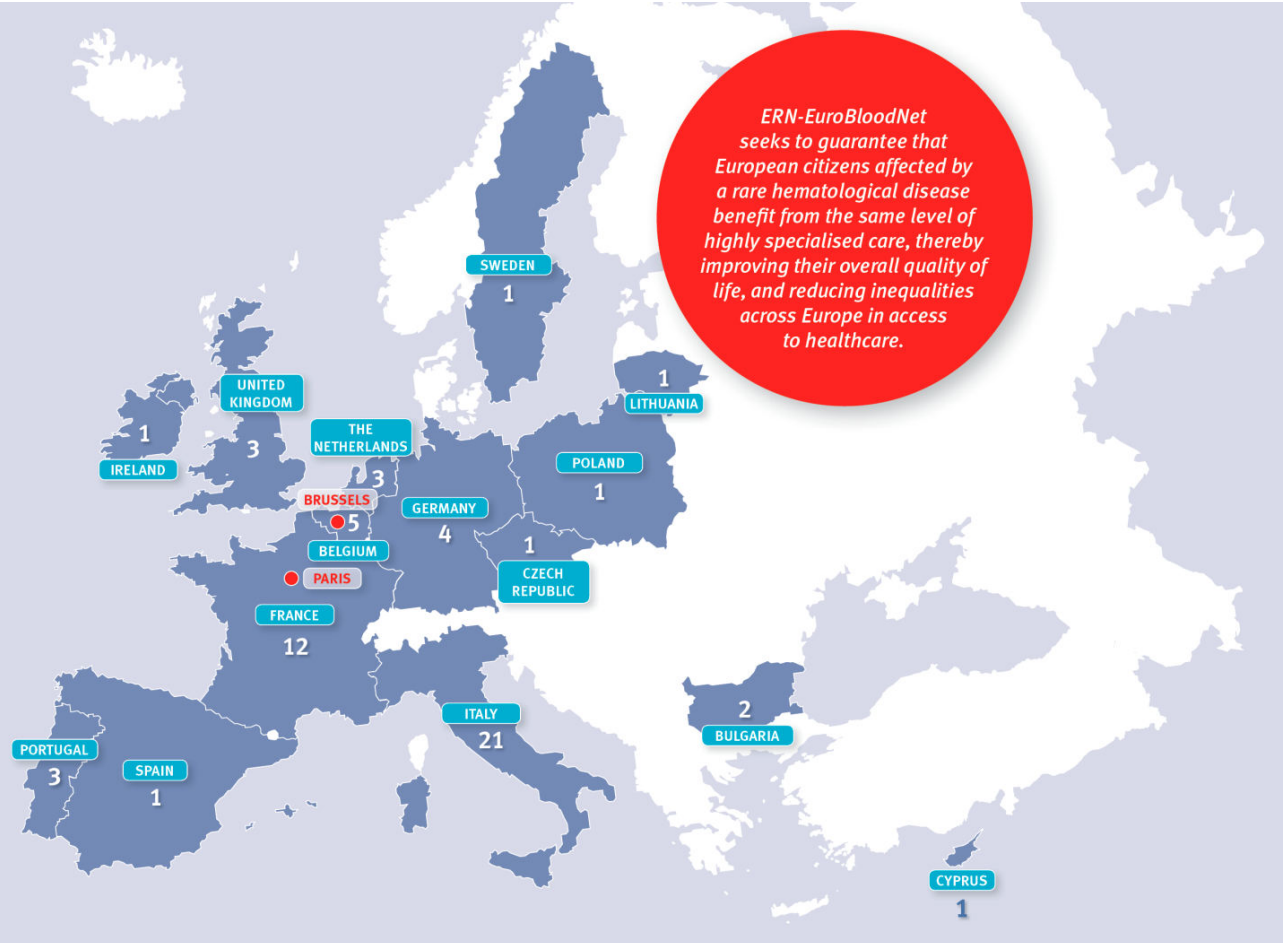 ERN-EuroBloodNet
seeks to guarantee that
European citizens affected by
a rare hematological disease
benefit from the same level of
highly specialised care, thereby
improving their overall quality of
life, and reducing inequalities
across Europe in access
to healthcare.
SWEDEN
1
1
LITHUANIA
UNITED
KINGDOM
3
1
IRELAND
THE
NETHERLANDS
3
BRUSSELS
5
BELGIUM
GERMANY
4
POLAND
1
1
CZECH
REPUBLIC
PARIS
FRANCE
12
ITALY
21
2
BULGARIA
PORTUGAL
3
SPAIN
1
CYPRUS
1